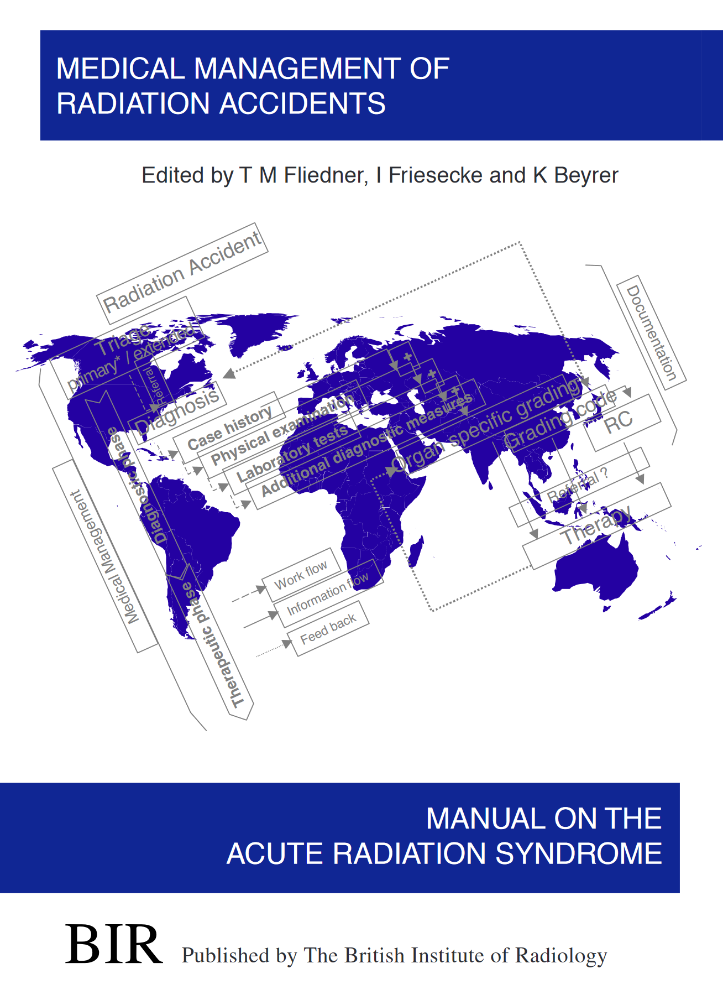 MEDICAL MANAGEMENT OF
RADIATION ACCIDENTS
Edited by T M Fliedner, I Friesecke and K Beyrer
Radiation Accident
Triage
primary* / extended
Referral
Diagnosis
Case history
Physical examination
Laboratory tests
Additional diagnostic measures
+
+
+
Organ specific grading
Grading code
RC
Documentation
Referral ?
Therapy
Diagnostic phase
Therapeutic phase
Medical Management
Work flow
Information flow
Feed back
MANUAL ON THE
ACUTE RADIATION SYNDROME
BIR
Published by The British Institute of Radiology